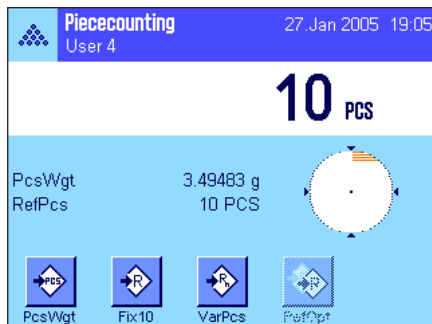 Piececounting 27.Jan 2005 19:05
User 4
10 PCS
PcsWgt 3.49483 g
RefPcs 10 PCS
PCS R Rn R
PcsWgt Fix10 VarPcs RefOpt